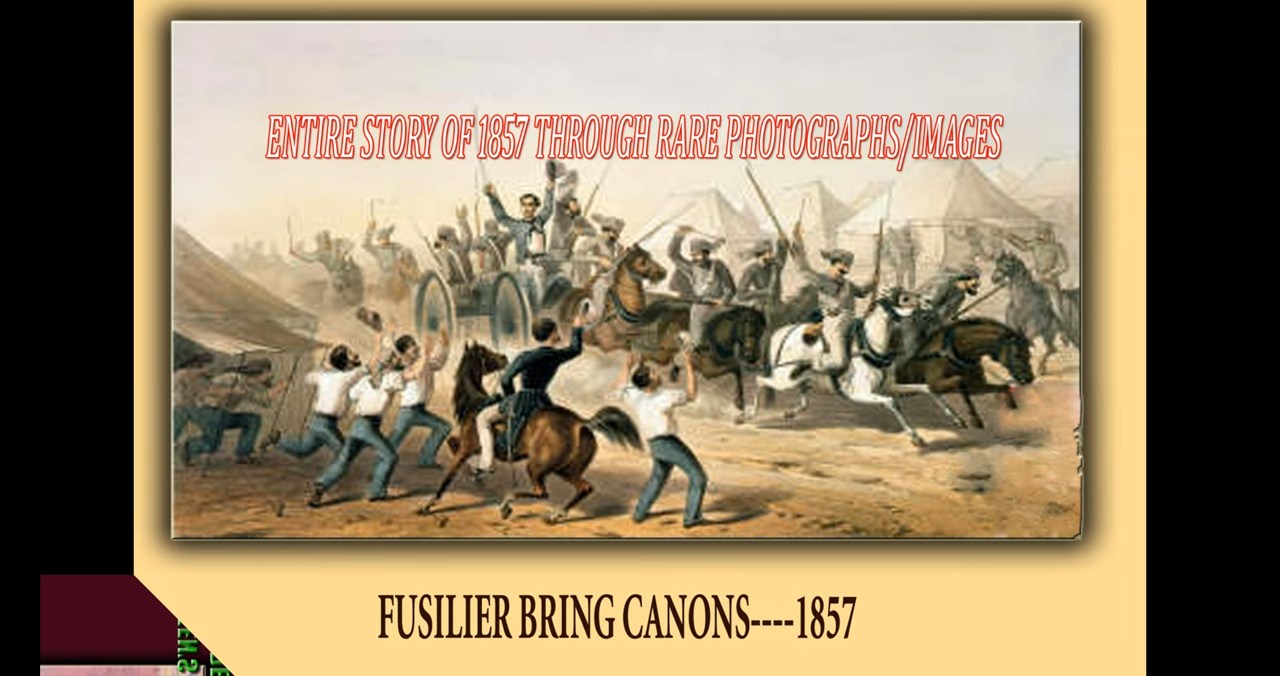 ENTIRE STORY OF 1857 THROUGH RARE PHOTOGRAPHS/IMAGES
FUSILIER BRING CANONS----1857